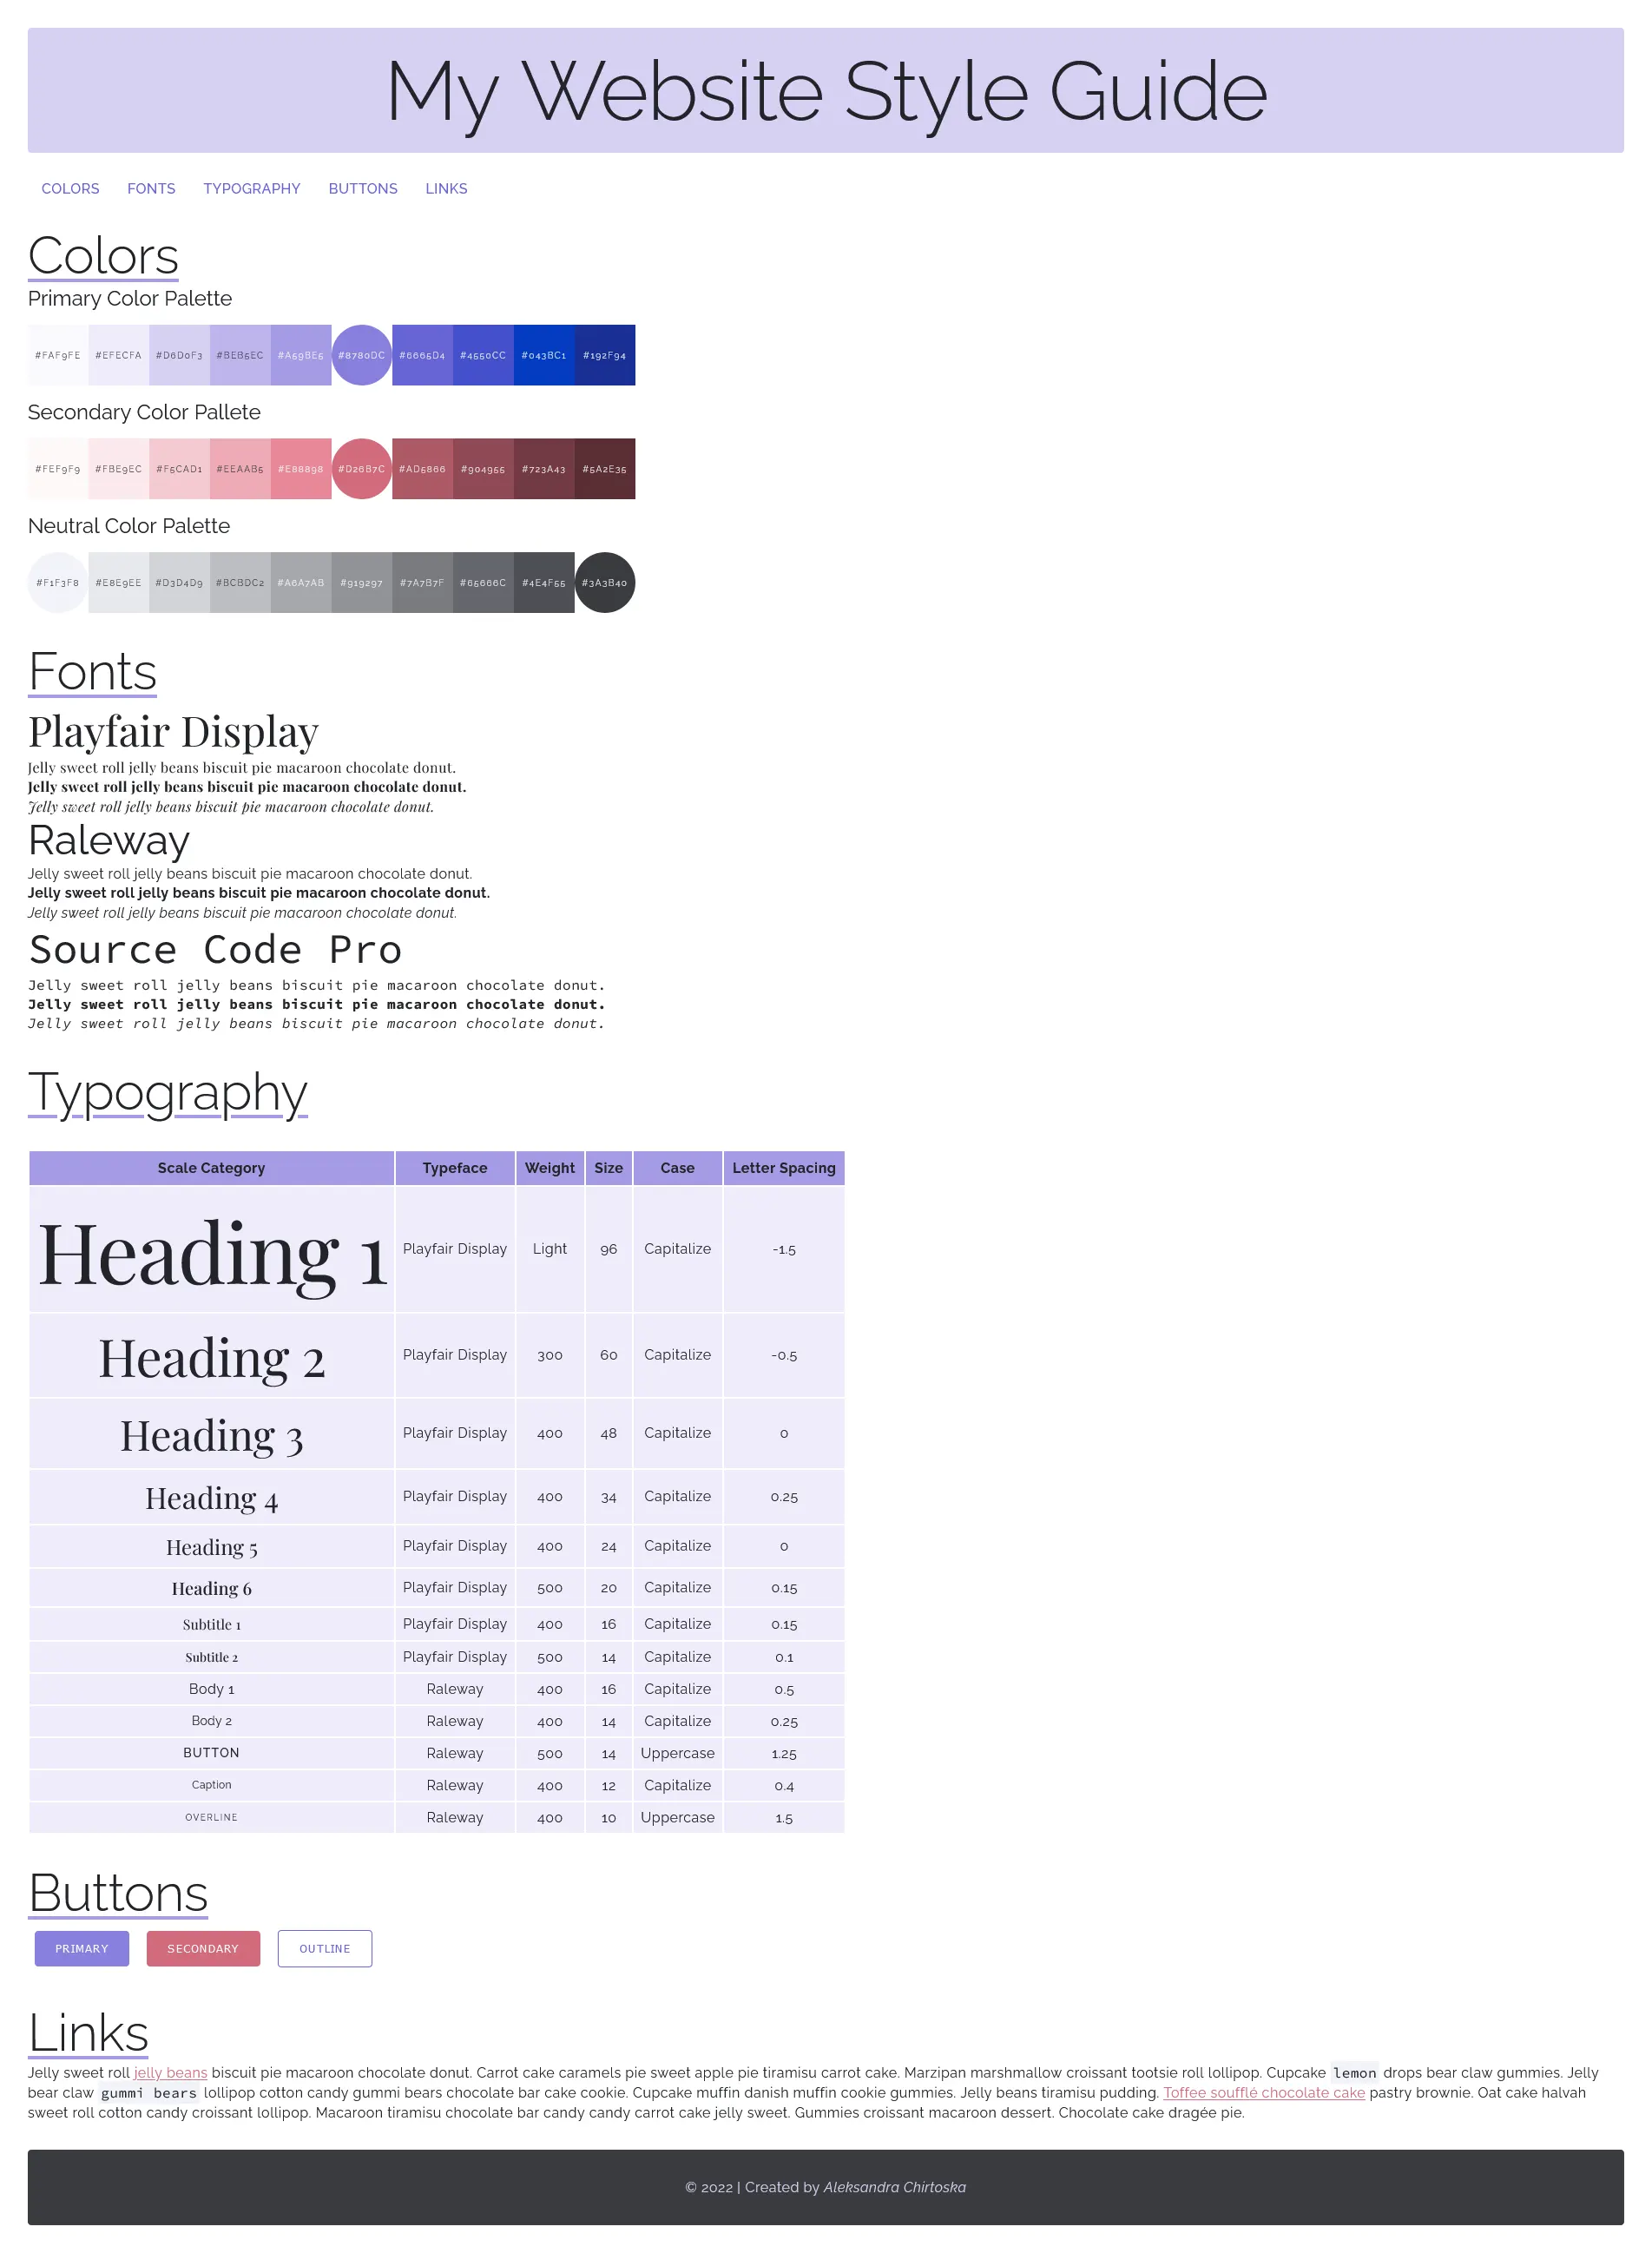 My Website Style Guide
COLORS FONTS TYPOGRAPHY BUTTONS LINKS
Colors
Primary Color Palette
#FAF9FE #EFECFA #D6D0F3 #BEB5EC #A59BE5 #8780DC #6665D4 #4550CC #043BC1 #192F94
Secondary Color Pallete
#FEF9F9 #FBE9EC #F5CAD1 #EEAAB5 #E88898 #D26B7C #AD5866 #904955 #723A43 #5A2E35
Neutral Color Palette
#F1F3F8 #E8E9EE #D3D4D9 #BCBDC2 #A6A7AB #919297 #7A7B7F #65666C #4E4F55 #3A3B40
Fonts
Playfair Display
Jelly sweet roll jelly beans biscuit pie macaroon chocolate donut.
Jelly sweet roll jelly beans biscuit pie macaroon chocolate donut.
Jelly sweet roll jelly beans biscuit pie macaroon chocolate donut.
Raleway
Jelly sweet roll jelly beans biscuit pie macaroon chocolate donut.
Jelly sweet roll jelly beans biscuit pie macaroon chocolate donut.
Jelly sweet roll jelly beans biscuit pie macaroon chocolate donut.
Source Code Pro
Jelly sweet roll jelly beans biscuit pie macaroon chocolate donut.
Jelly sweet roll jelly beans biscuit pie macaroon chocolate donut.
Jelly sweet roll jelly beans biscuit pie macaroon chocolate donut.
Typography
Scale Category Typeface Weight Size Case Letter Spacing
Heading 1 Playfair Display Light 96 Capitalize -1.5
Heading 2 Playfair Display 300 60 Capitalize -0.5
Heading 3 Playfair Display 400 48 Capitalize 0
Heading 4 Playfair Display 400 34 Capitalize 0.25
Heading 5 Playfair Display 400 24 Capitalize 0
Heading 6 Playfair Display 500 20 Capitalize 0.15
Subtitle 1 Playfair Display 400 16 Capitalize 0.15
Subtitle 2 Playfair Display 500 14 Capitalize 0.1
Body 1 Raleway 400 16 Capitalize 0.5
Body 2 Raleway 400 14 Capitalize 0.25
BUTTON Raleway 500 14 Uppercase 1.25
Caption Raleway 400 12 Capitalize 0.4
OVERLINE Raleway 400 10 Uppercase 1.5
Buttons
PRIMARY SECONDARY OUTLINE
Links
Jelly sweet roll jelly beans biscuit pie macaroon chocolate donut. Carrot cake caramels pie sweet apple pie tiramisu carrot cake. Marzipan marshmallow croissant tootsie roll lollipop. Cupcake lemon drops bear claw gummies. Jelly
bear claw gummi bears lollipop cotton candy gummi bears chocolate bar cake cookie. Cupcake muffin danish muffin cookie gummies. Jelly beans tiramisu pudding. Toffee soufflé chocolate cake pastry brownie. Oat cake halvah
sweet roll cotton candy croissant lollipop. Macaroon tiramisu chocolate bar candy candy carrot cake jelly sweet. Gummies croissant macaroon dessert. Chocolate cake dragée pie.
© 2022 | Created by Aleksandra Chirtoska